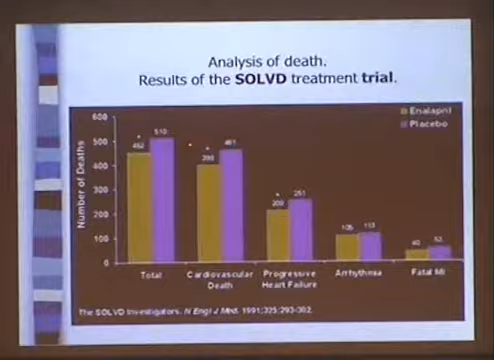 Analysis of death.
Results of the SOLVD treatment trial.
Enalapril
Placebo
Number of Deaths
600
500
400
300
200
100
0
* 452 510
* 399 461
* 209 251
105 113
40 53
Total
Cardiovascular Death
Progressive Heart Failure
Arrhythmia
Fatal MI
The SOLVD Investigators. N Engl J Med. 1991;325:293-302.